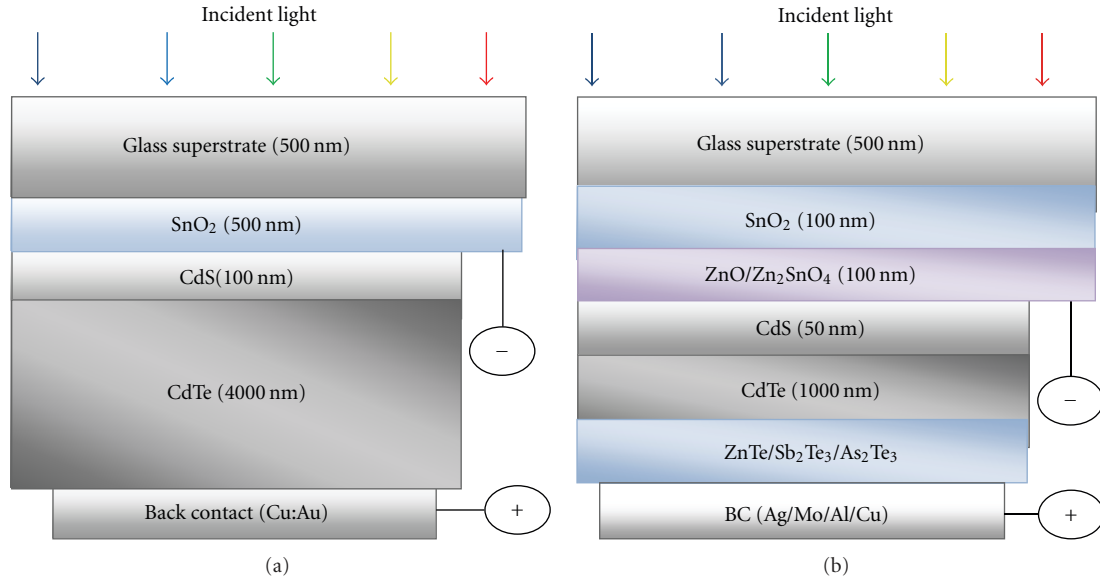 Incident light
Glass superstrate (500 nm)
SnO₂ (500 nm)
CdS(100 nm)
−
CdTe (4000 nm)
Back contact (Cu:Au)
+
(a)
Incident light
Glass superstrate (500 nm)
SnO₂ (100 nm)
ZnO/Zn₂SnO₄ (100 nm)
CdS (50 nm)
CdTe (1000 nm)
−
ZnTe/Sb₂Te₃/As₂Te₃
BC (Ag/Mo/Al/Cu)
+
(b)